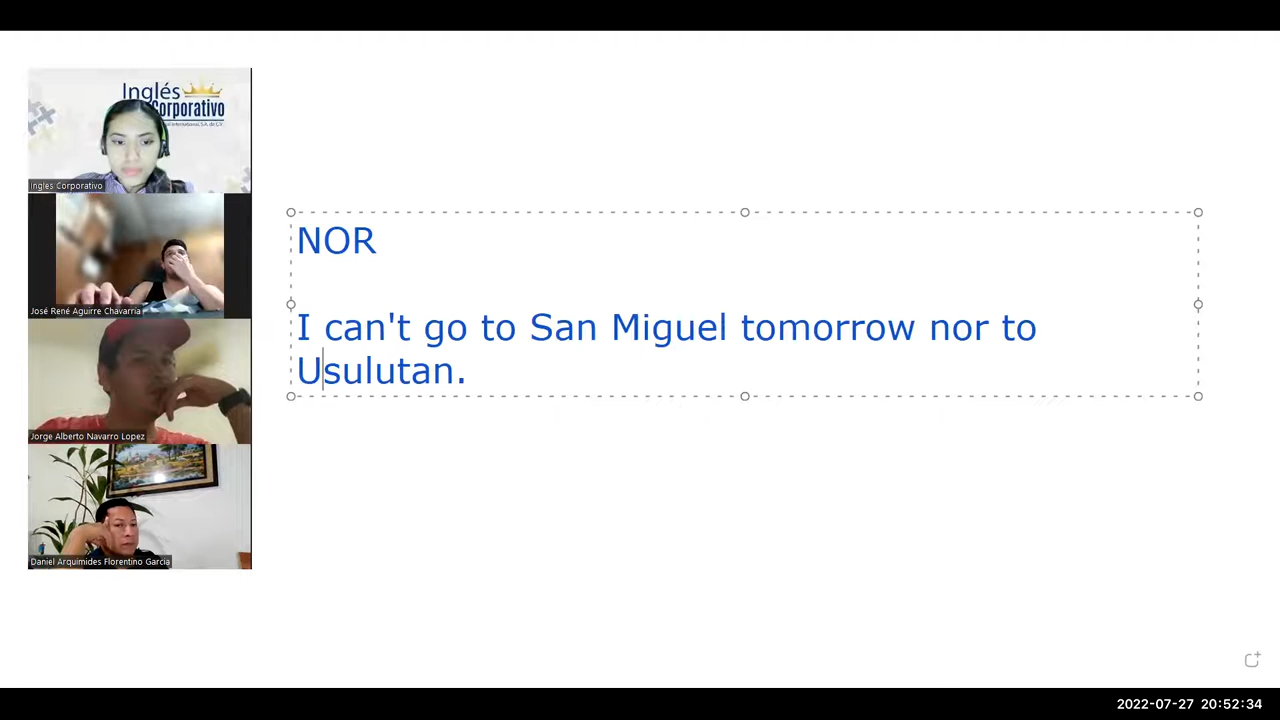 Inglés
Corporativo
Ingles Corporativo
José René Aguirre Chavarria
Jorge Alberto Navarro Lopez
Daniel Arquimides Florentino Garcia
NOR
I can't go to San Miguel tomorrow nor to
Usulutan.
2022-07-27 20:52:34